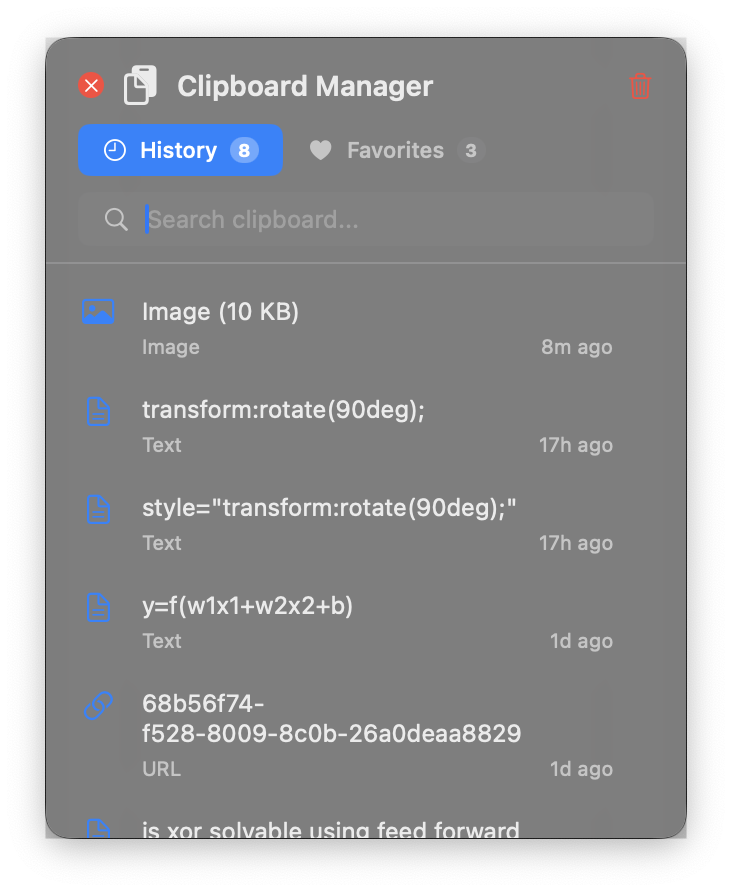 Clipboard Manager
History 8 Favorites 3
Search clipboard...
Image (10 KB)
Image 8m ago
transform:rotate(90deg);
Text 17h ago
style="transform:rotate(90deg);"
Text 17h ago
y=f(w1x1+w2x2+b)
Text 1d ago
68b56f74-
f528-8009-8c0b-26a0deaa8829
URL 1d ago
is xor solvable using feed forward